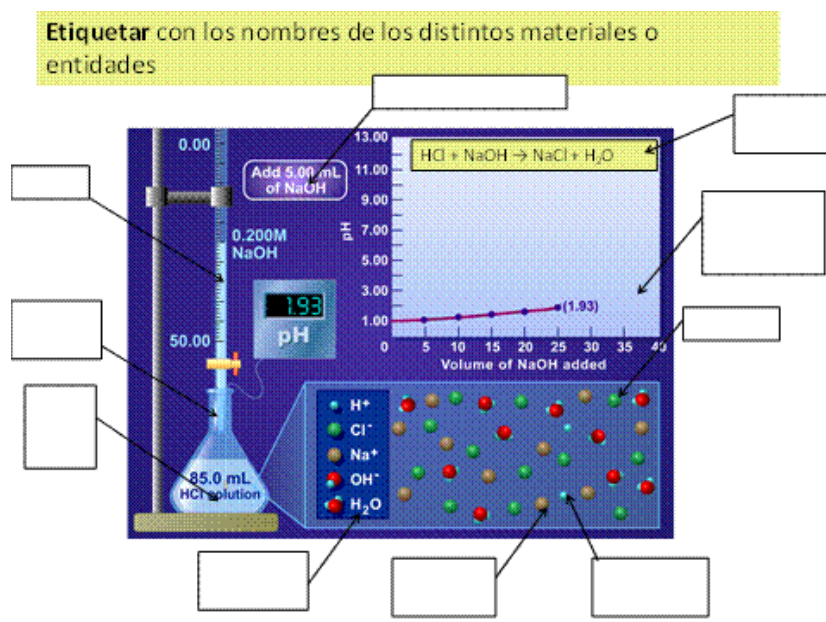 Etiquetar con los nombres de los distintos materiales o
entidades
0.00
Add 5.00 mL
of NaOH
0.200M
NaOH
1.93
pH
50.00
85.0 mL
HCl solution
HCl + NaOH → NaCl + H₂O
pH
13.00
11.00
9.00
7.00
5.00
3.00
1.00
(1.93)
0 5 10 15 20 25 30 35 40
Volume of NaOH added
H⁺
Cl⁻
Na⁺
OH⁻
H₂O